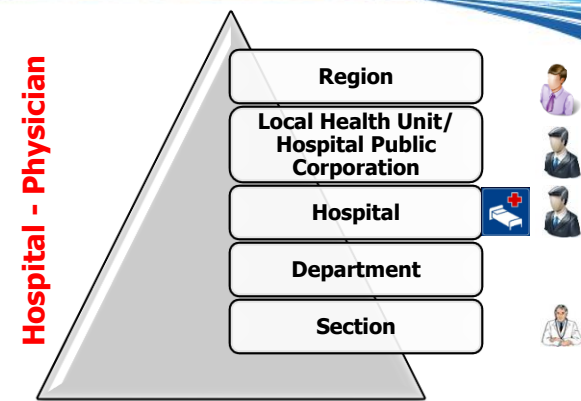 Hospital - Physician
Region
Local Health Unit/
Hospital Public
Corporation
Hospital
Department
Section